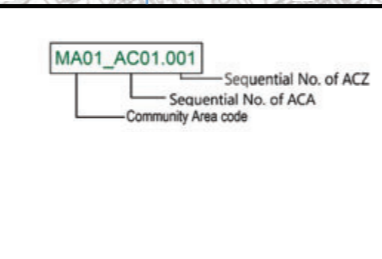 MA01_AC01.001
Sequential No. of ACZ
Sequential No. of ACA
Community Area code